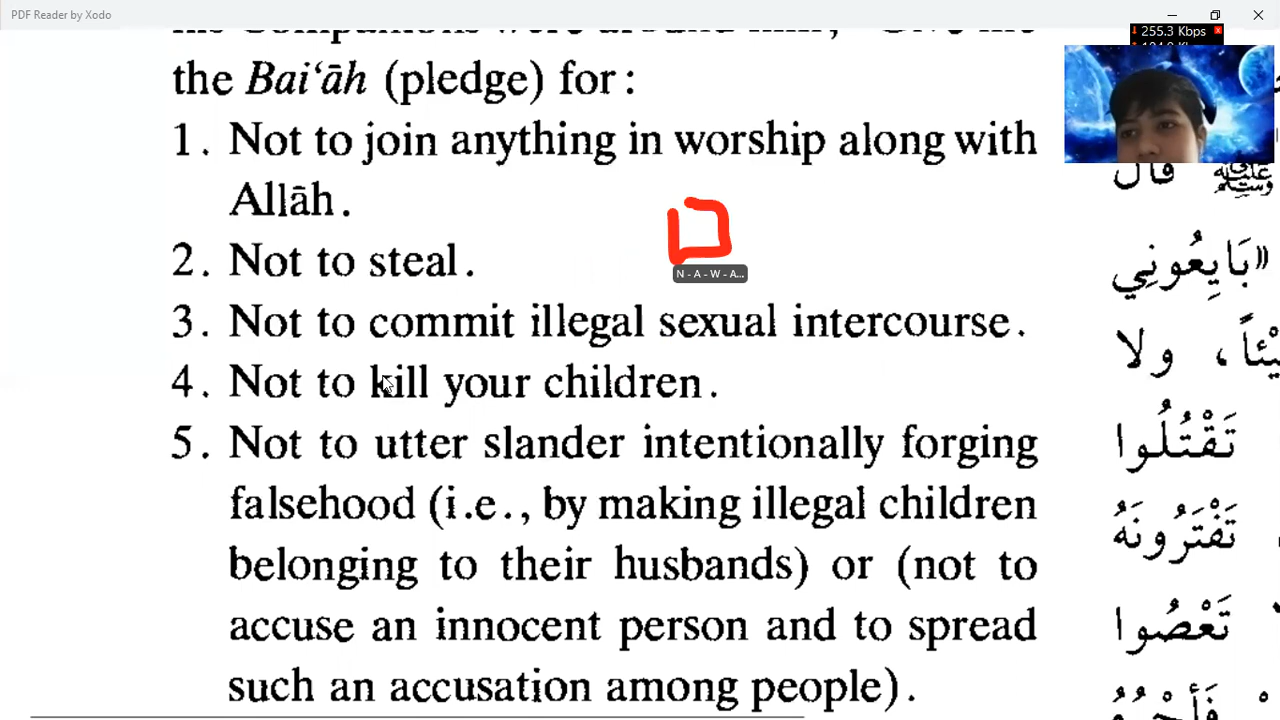 PDF Reader by Xodo
255.3 Kbps
the Bai‘āh (pledge) for :
1. Not to join anything in worship along with
Allāh.
2. Not to steal.
N - A - W - A...
3. Not to commit illegal sexual intercourse.
4. Not to kill your children.
5. Not to utter slander intentionally forging
falsehood (i.e., by making illegal children
belonging to their husbands) or (not to
accuse an innocent person and to spread
such an accusation among people).
قال
«بَايِعُوني
ولا
تَقْتُلُوا
تَفْتَرُونَهُ
تَعْصُوا